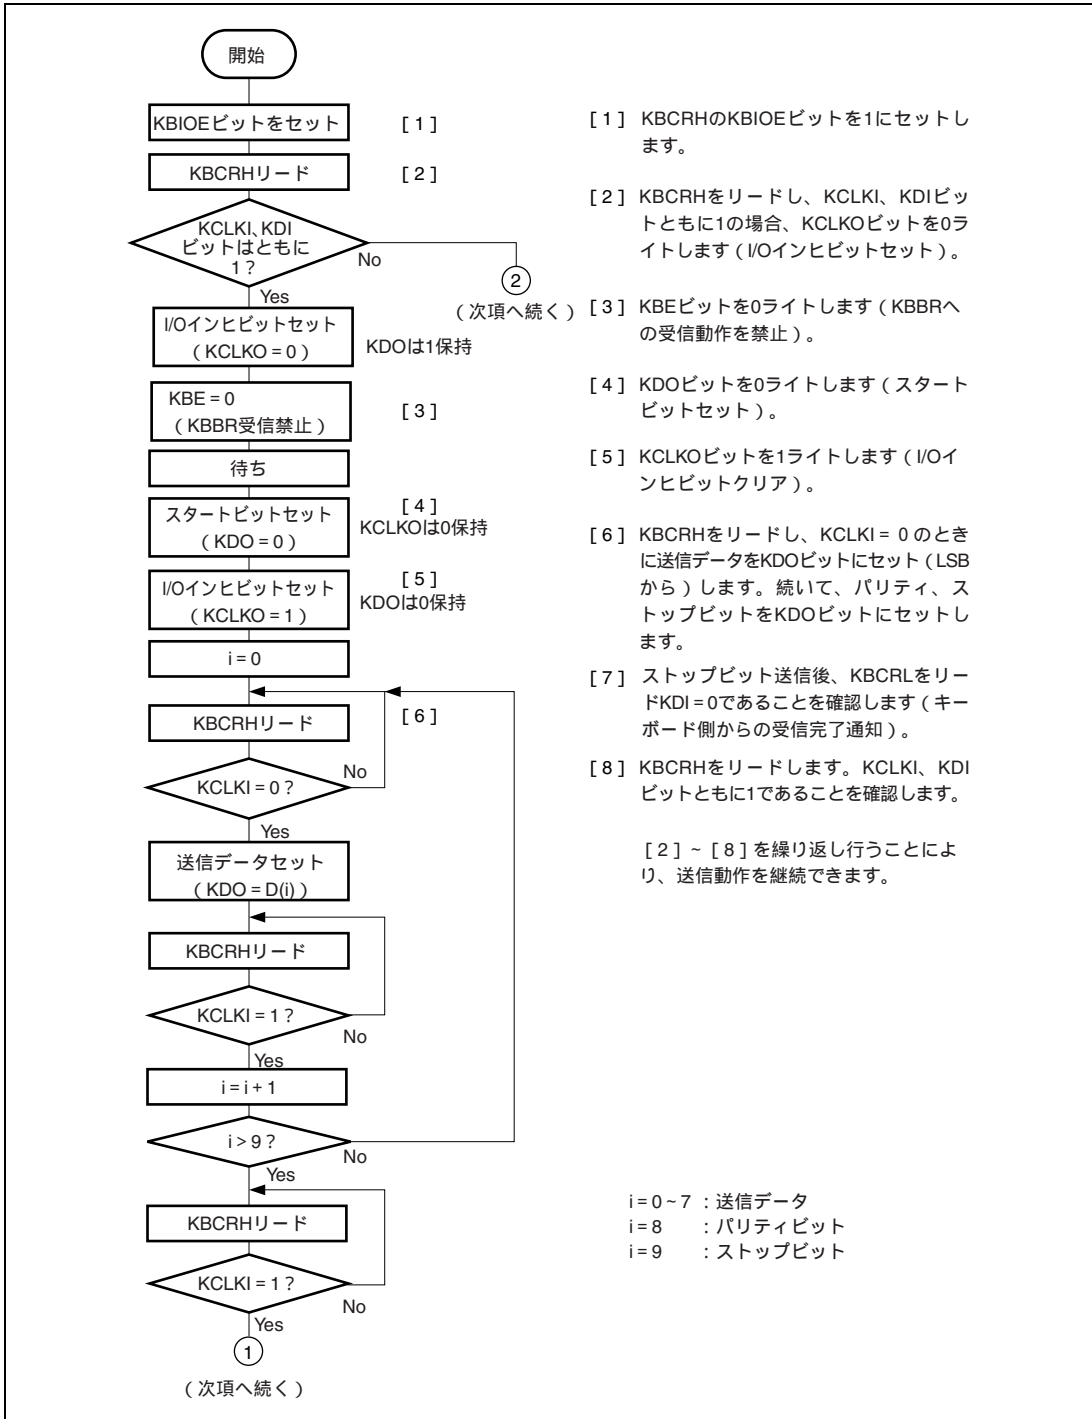 開始
KBIOEビットをセット
[1]
KBCRHリード
[2]
KCLKI、KDI
ビットはともに
1?
No
2
(次項へ続く)
Yes
I/Oインヒビットセット
(KCLKO=0)
KDOは1保持
KBE=0
(KBBR受信禁止)
[3]
待ち
スタートビットセット
(KDO=0)
[4]
KCLKOは0保持
I/Oインヒビットセット
(KCLKO=1)
[5]
KDOは0保持
i=0
KBCRHリード
[6]
KCLKI=0?
No
Yes
送信データセット
(KDO=D(i))
KBCRHリード
KCLKI=1?
No
Yes
i=i+1
i>9?
No
Yes
KBCRHリード
KCLKI=1?
No
Yes
1
(次項へ続く)
[1] KBCRHのKBIOEビットを1にセットし
ます。
[2] KBCRHをリードし、KCLKI、KDIビッ
トともに1の場合、KCLKOビットを0ラ
イトします(I/Oインヒビットセット)。
[3] KBEビットを0ライトします(KBBRへ
の受信動作を禁止)。
[4] KDOビットを0ライトします(スタート
ビットセット)。
[5] KCLKOビットを1ライトします(I/Oイ
ンヒビットクリア)。
[6] KBCRHをリードし、KCLKI=0のとき
に送信データをKDOビットにセット(LSB
から)します。続いて、パリティ、ス
トップビットをKDOビットにセットし
ます。
[7] ストップビット送信後、KBCRLをリー
ドKDI=0であることを確認します(キー
ボード側からの受信完了通知)。
[8] KBCRHをリードします。KCLKI、KDI
ビットともに1であることを確認します。
[2]~[8]を繰り返し行うことによ
り、送信動作を継続できます。
i=0~7 :送信データ
i=8 :パリティビット
i=9 :ストップビット